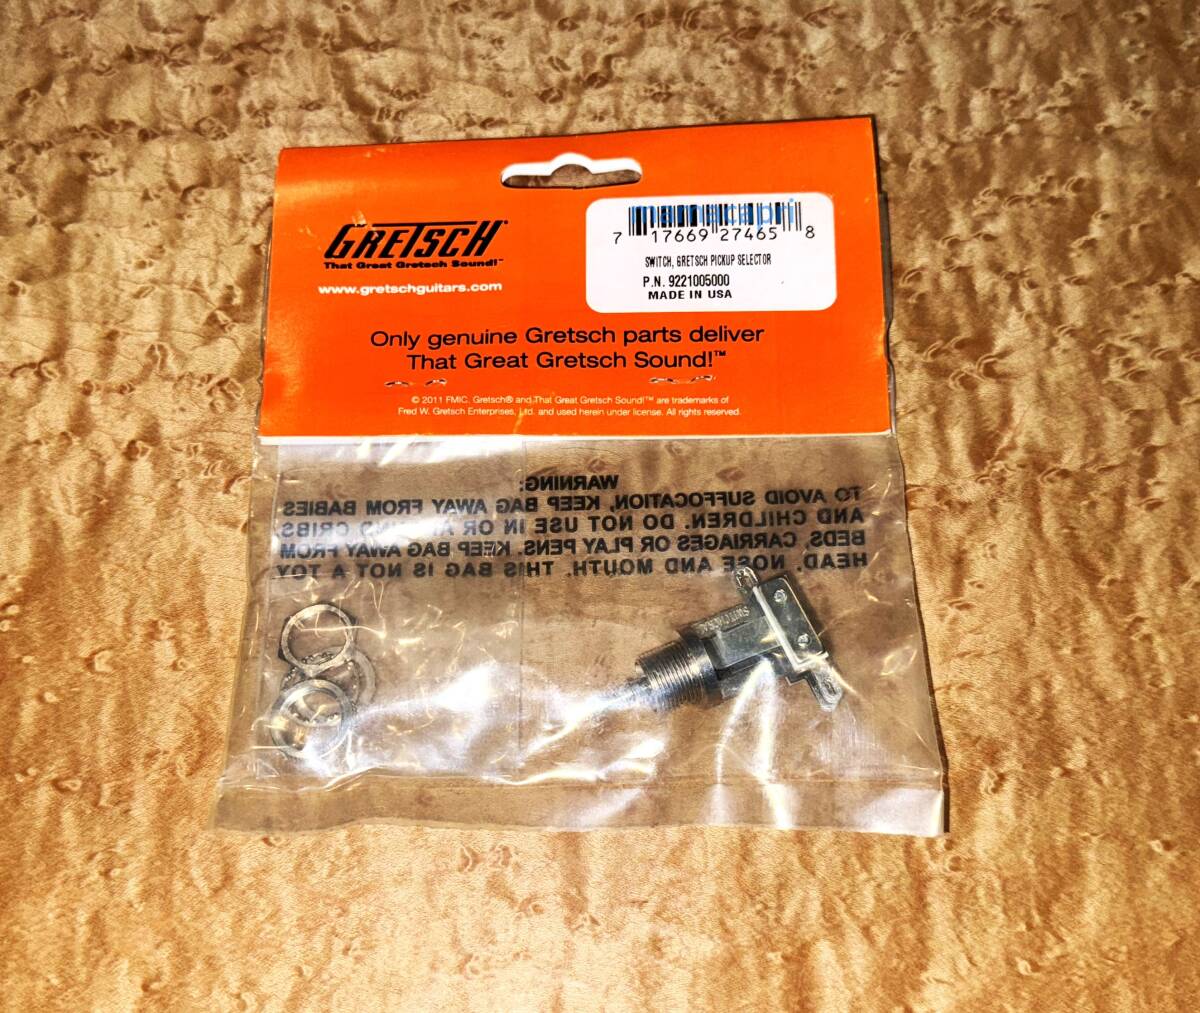 GRETSCH®
That Great Gretsch Sound!™
www.gretschguitars.com
mamacapri
7 17669 27465 8
SWITCH, GRETSCH PICKUP SELECTOR
P.N. 9221005000
MADE IN USA
Only genuine Gretsch parts deliver
That Great Gretsch Sound!™
© 2011 FMIC. Gretsch® and That Great Gretsch Sound!™ are trademarks of
Fred W. Gretsch Enterprises, Ltd. and used herein under license. All rights reserved.
WARNING:
TO AVOID SUFFOCATION, KEEP BAG AWAY FROM BABIES
AND CHILDREN. DO NOT USE IN OR AROUND CRIBS,
BEDS, CARRIAGES OR PLAY PENS. KEEP BAG AWAY FROM
HEAD, NOSE AND MOUTH. THIS BAG IS NOT A TOY